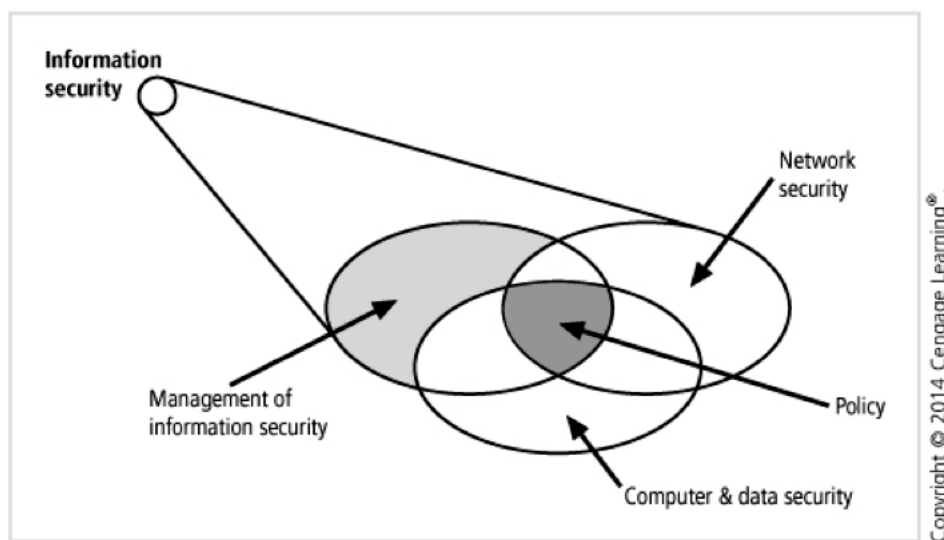 Information
security
Network
security
Management of
information security
Policy
Computer & data security
Copyright © 2014 Cengage Learning®.